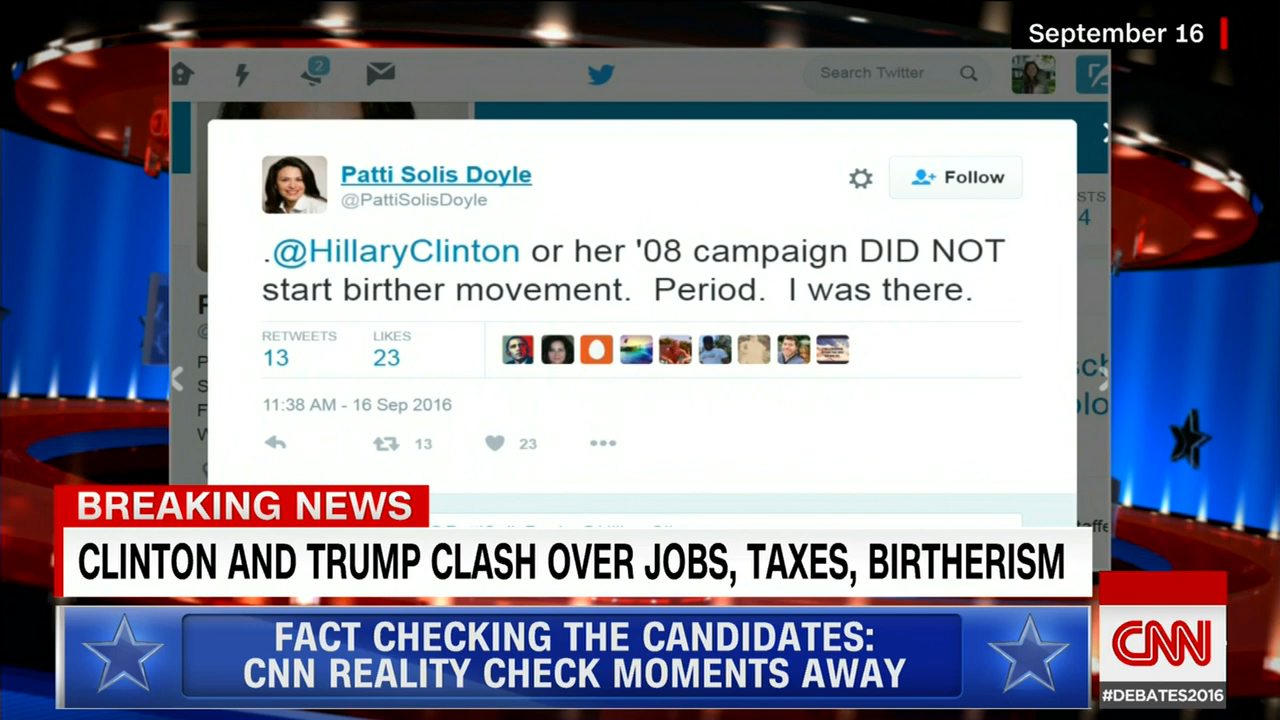 September 16
2
Search Twitter
Patti Solis Doyle
@PattiSolisDoyle
Follow
.@HillaryClinton or her '08 campaign DID NOT
start birther movement. Period. I was there.
RETWEETS LIKES
13 23
11:38 AM - 16 Sep 2016
13 23
BREAKING NEWS
CLINTON AND TRUMP CLASH OVER JOBS, TAXES, BIRTHERISM
FACT CHECKING THE CANDIDATES:
CNN REALITY CHECK MOMENTS AWAY
CNN
#DEBATES2016